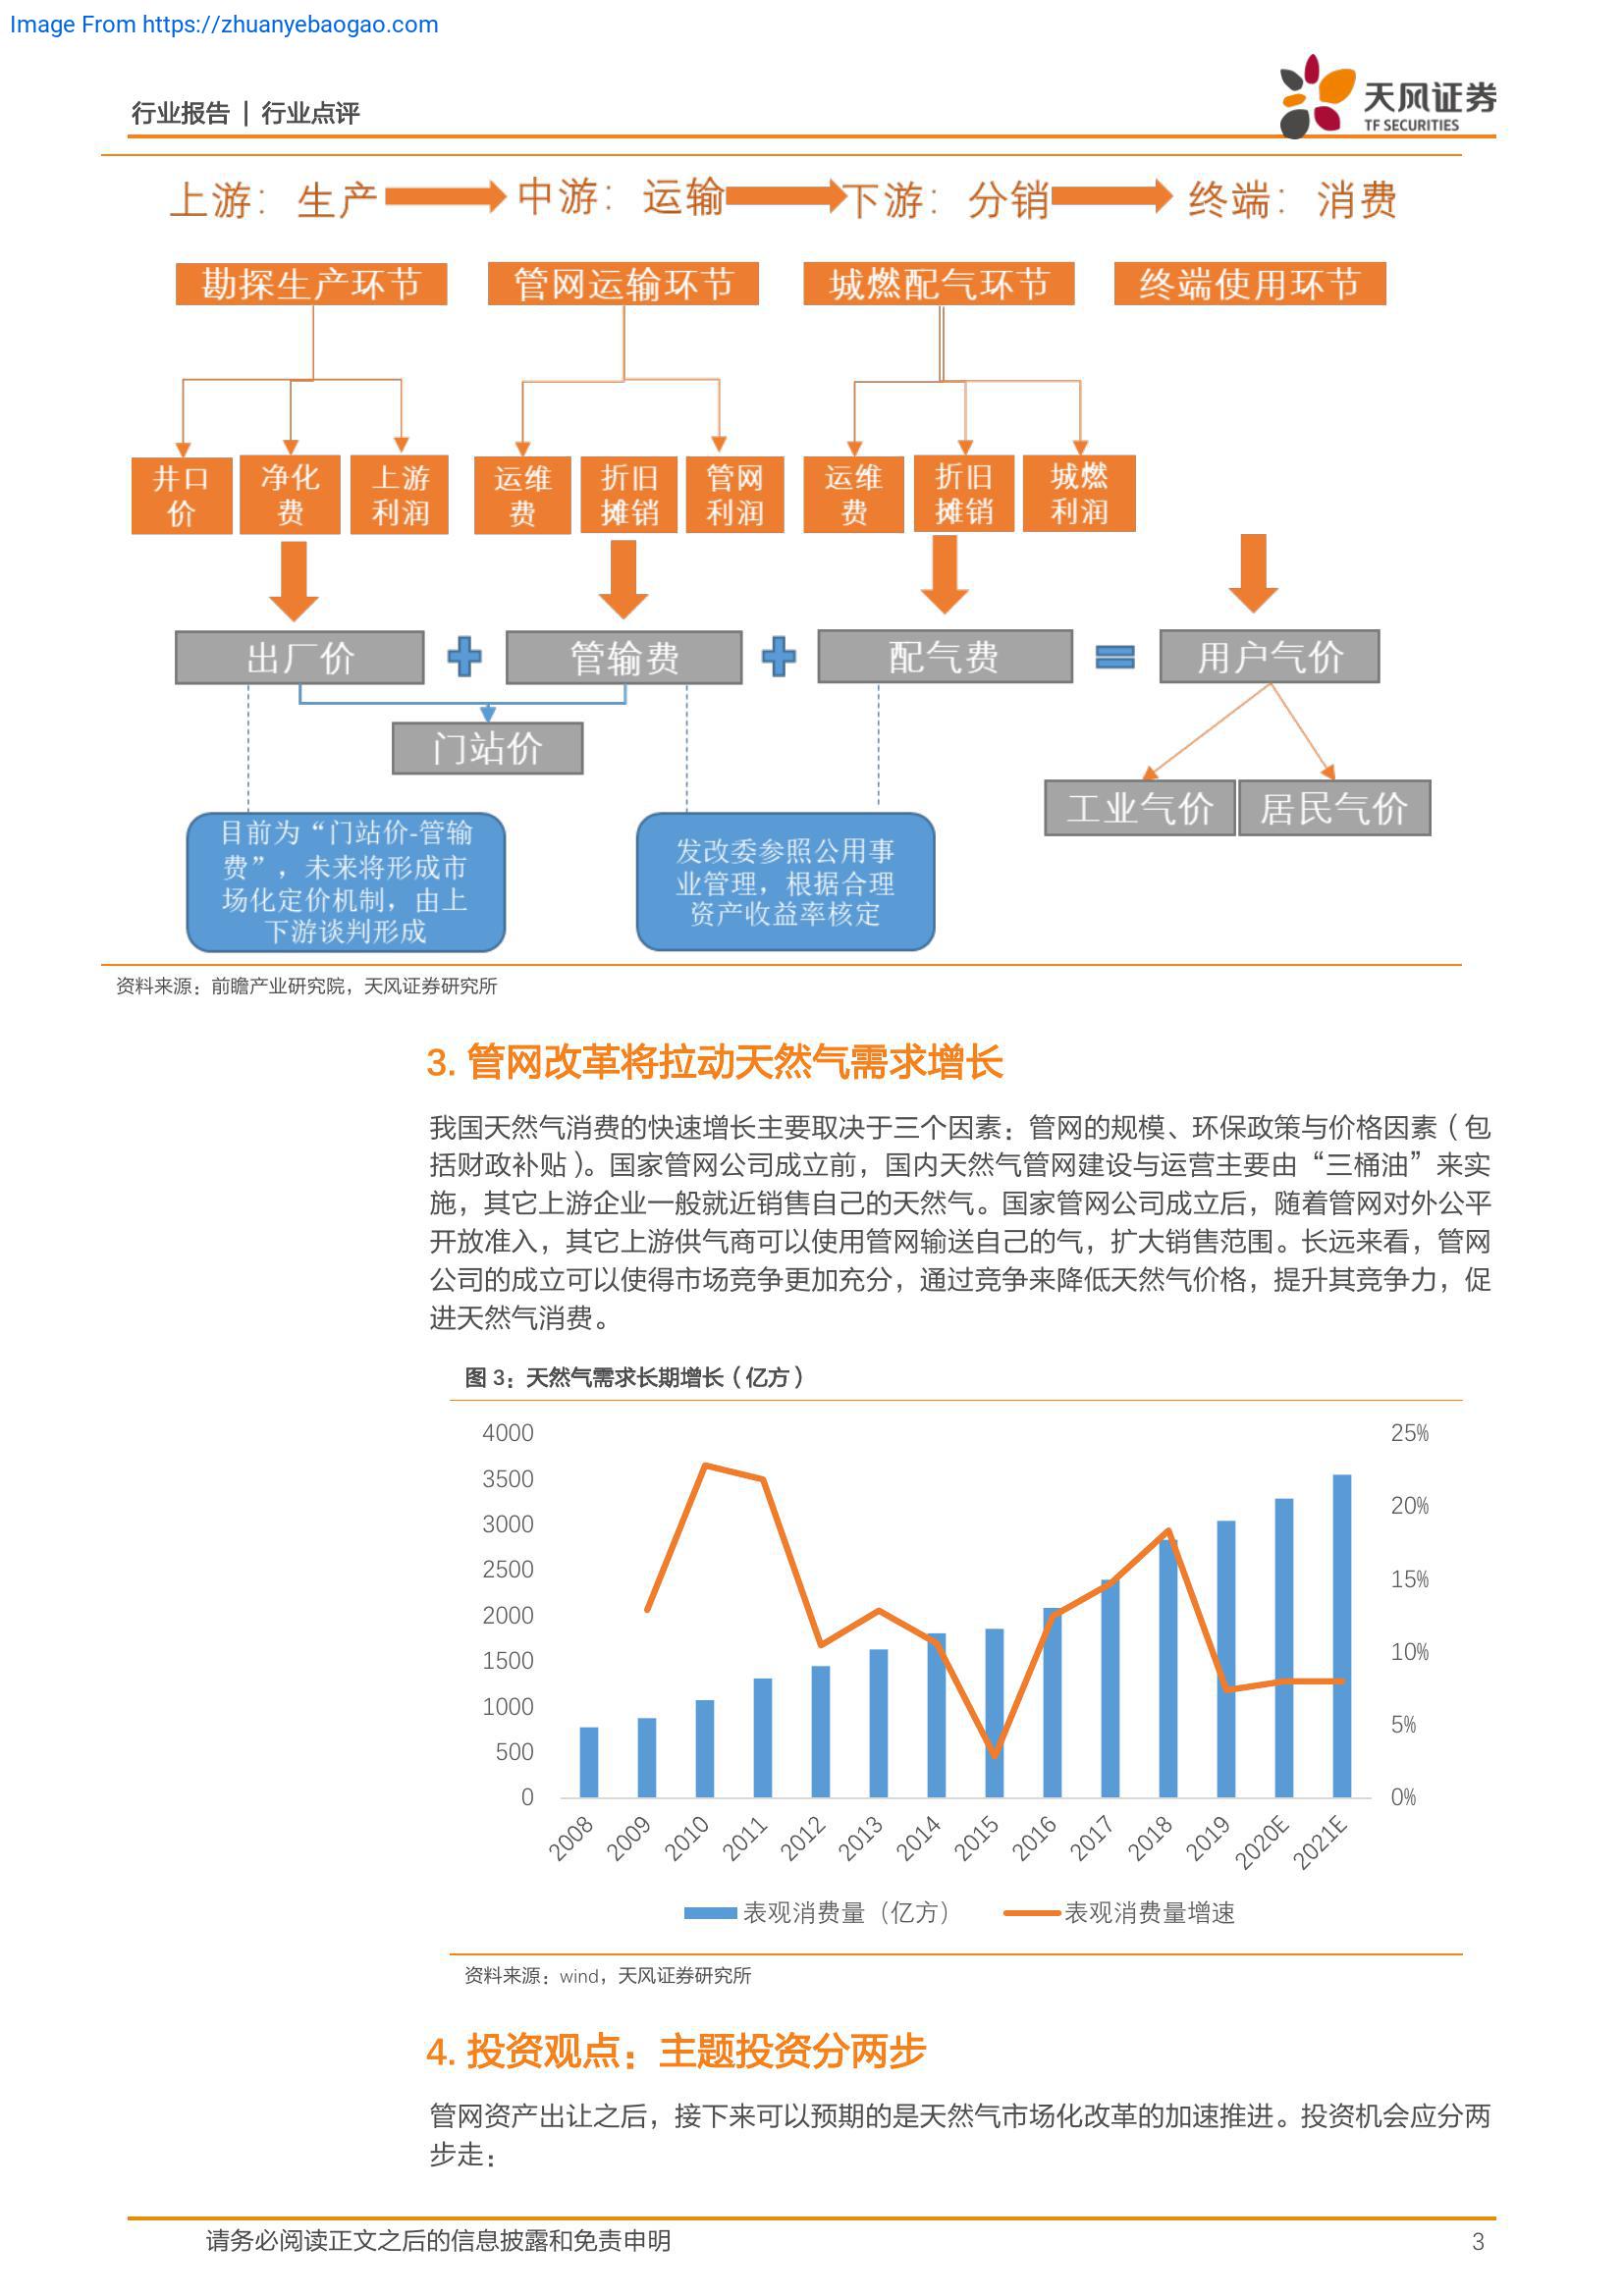 Image From https://zhuanyebaogao.com
行业报告 | 行业点评
天风证券
TF SECURITIES
上游： 生产 中游： 运输 下游： 分销 终端： 消费
勘探生产环节 管网运输环节 城燃配气环节 终端使用环节
井口价 净化费 上游利润 运维费 折旧摊销 管网利润 运维费 折旧摊销 城燃利润
出厂价 + 管输费 + 配气费 = 用户气价
门站价
工业气价 居民气价
目前为“门站价-管输
费”，未来将形成市
场化定价机制，由上
下游谈判形成
发改委参照公用事
业管理，根据合理
资产收益率核定
资料来源：前瞻产业研究院，天风证券研究所
3. 管网改革将拉动天然气需求增长
我国天然气消费的快速增长主要取决于三个因素：管网的规模、环保政策与价格因素（包
括财政补贴）。国家管网公司成立前，国内天然气管网建设与运营主要由“三桶油”来实
施，其它上游企业一般就近销售自己的天然气。国家管网公司成立后，随着管网对外公平
开放准入，其它上游供气商可以使用管网输送自己的气，扩大销售范围。长远来看，管网
公司的成立可以使得市场竞争更加充分，通过竞争来降低天然气价格，提升其竞争力，促
进天然气消费。
图 3：天然气需求长期增长（亿方）
4000 25%
3500
20%
3000
2500
15%
2000
1500
10%
1000
5%
500
0 0%
2008 2009 2010 2011 2012 2013 2014 2015 2016 2017 2018 2019 2020E 2021E
表观消费量（亿方） 表观消费量增速
资料来源：wind，天风证券研究所
4. 投资观点：主题投资分两步
管网资产出让之后，接下来可以预期的是天然气市场化改革的加速推进。投资机会应分两
步走：
请务必阅读正文之后的信息披露和免责申明 3